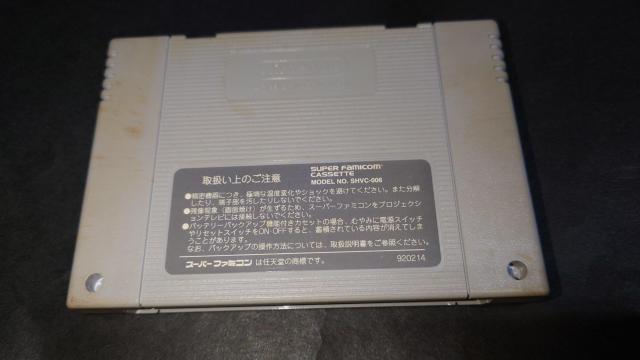 取扱い上のご注意
SUPER FAMICOM
CASSETTE
MODEL NO. SHVC-006
●精密機器につき、極端な温度変化やショックを避けてください。また分解
したり、端子部を汚したりしないでください。
●残像現象(画面焼け)が生ずるため、スーパーファミコンをプロジェクシ
ョンテレビには接続しないでください。
●バッテリーバックアップ機能付きカセットの場合、むやみに電源スイッチ
やリセットスイッチをON・OFFすると、蓄積されている内容が消えてしま
うことがあります。
なお、バックアップの操作方法については、取扱説明書をご参照ください。
スーパーファミコン は任天堂の商標です。
920214